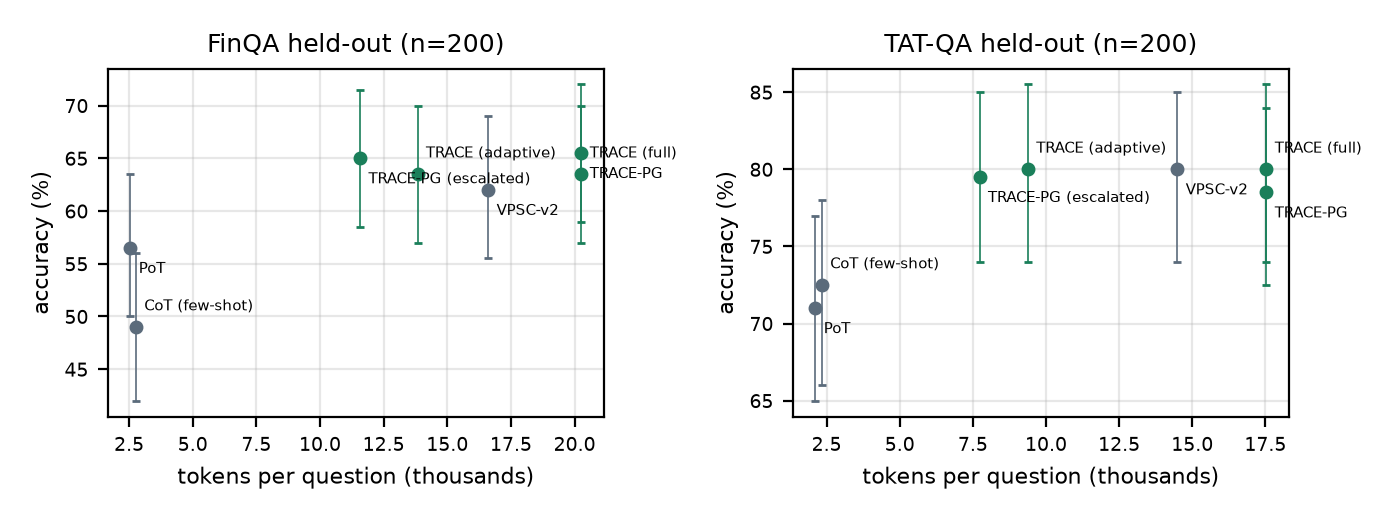 FinQA held-out (n=200)
accuracy (%)
70
65
60
55
50
45
TRACE (adaptive)
TRACE (full)
TRACE-PG (escalated)
TRACE-PG
VPSC-v2
PoT
CoT (few-shot)
2.5 5.0 7.5 10.0 12.5 15.0 17.5 20.0
tokens per question (thousands)
TAT-QA held-out (n=200)
accuracy (%)
85
80
75
70
65
TRACE (adaptive)
TRACE (full)
TRACE-PG (escalated)
VPSC-v2
TRACE-PG
CoT (few-shot)
PoT
2.5 5.0 7.5 10.0 12.5 15.0 17.5
tokens per question (thousands)